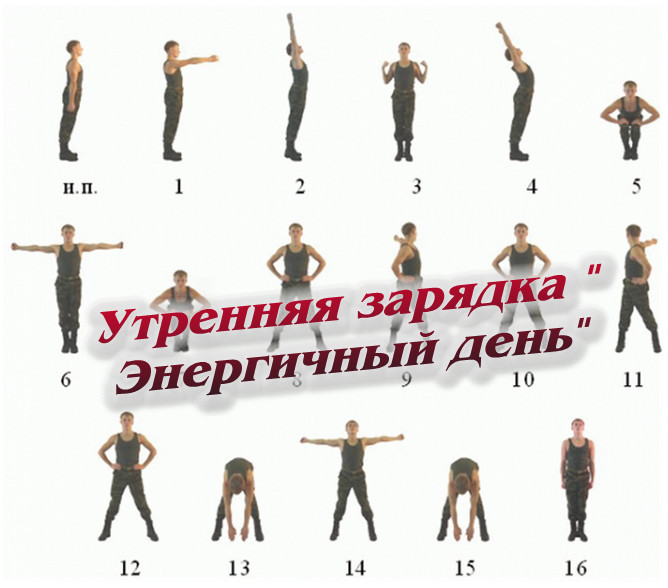 и.п. 1 2 3 4 5
Утренняя зарядка "
Энергичный день"
6 8 9 10 11
12 13 14 15 16